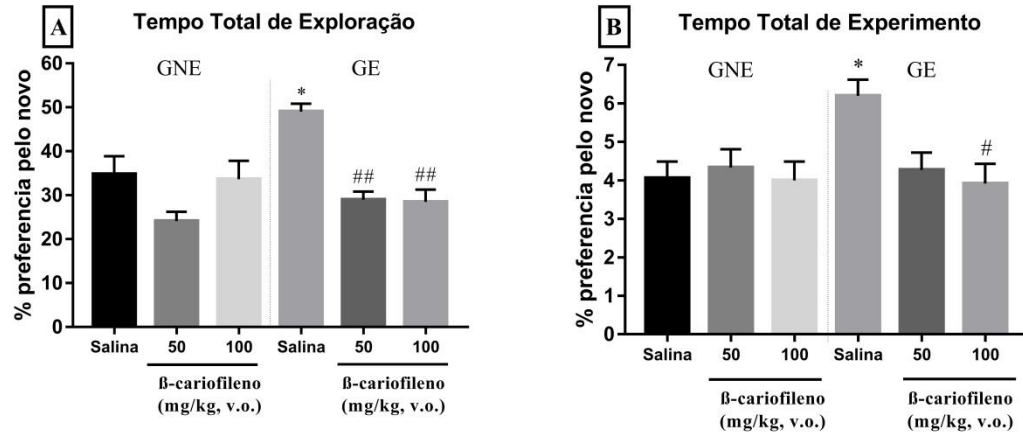 A
Tempo Total de Exploração
GNE
GE
% preferencia pelo novo
60
50
40
30
20
10
0
*
##
##
Salina
50
100
Salina
50
100
ß-cariofileno
(mg/kg, v.o.)
ß-cariofileno
(mg/kg, v.o.)
B
Tempo Total de Experimento
GNE
GE
% preferencia pelo novo
7
6
5
4
3
2
1
0
*
#
Salina
50
100
Salina
50
100
ß-cariofileno
(mg/kg, v.o.)
ß-cariofileno
(mg/kg, v.o.)